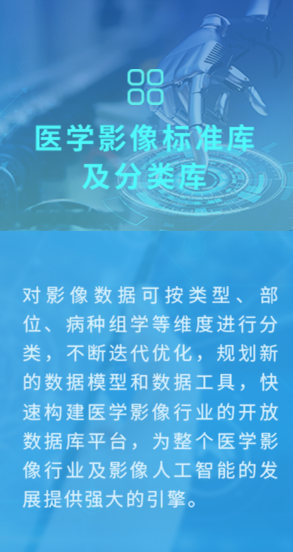 医学影像标准库
及分类库
对影像数据可按类型、部
位、病种组学等维度进行分
类，不断迭代优化，规划新
的数据模型和数据工具，快
速构建医学影像行业的开放
数据库平台，为整个医学影
像行业及影像人工智能的发
展提供强大的引擎。